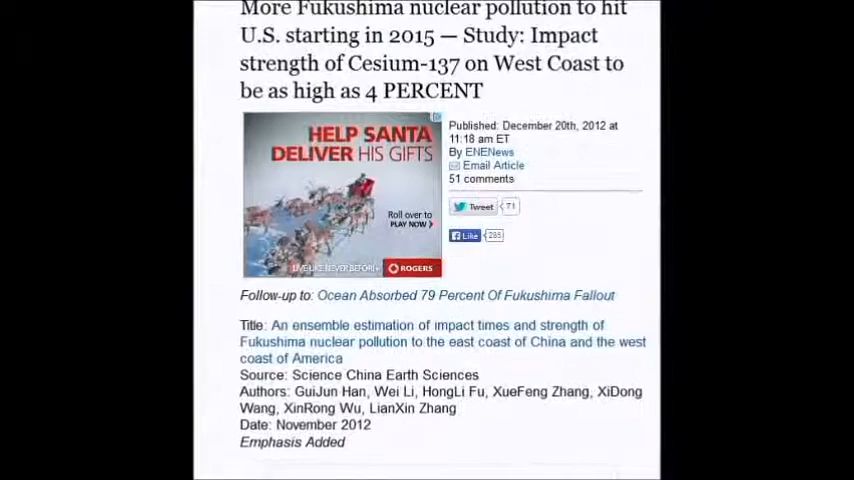 More Fukushima nuclear pollution to hit
U.S. starting in 2015 — Study: Impact
strength of Cesium-137 on West Coast to
be as high as 4 PERCENT
HELP SANTA
DELIVER HIS GIFTS
Roll over to
PLAY NOW
LIVE LIKE NEVER BEFORE
ROGERS
Published: December 20th, 2012 at
11:18 am ET
By ENENews
Email Article
51 comments
Tweet 71
Like 285
Follow-up to: Ocean Absorbed 79 Percent Of Fukushima Fallout
Title: An ensemble estimation of impact times and strength of
Fukushima nuclear pollution to the east coast of China and the west
coast of America
Source: Science China Earth Sciences
Authors: GuiJun Han, Wei Li, HongLi Fu, XueFeng Zhang, XiDong
Wang, XinRong Wu, LianXin Zhang
Date: November 2012
Emphasis Added